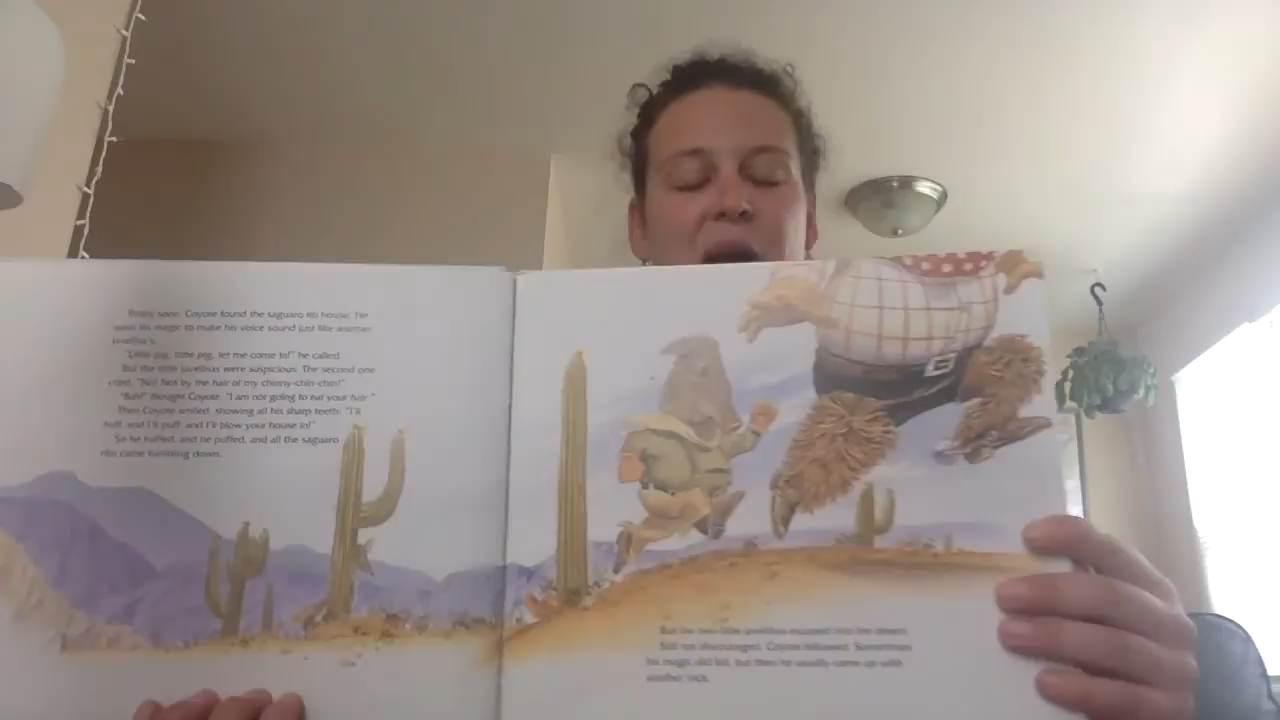 Pretty soon, Coyote found the saguaro rib house. He
used his magic to make his voice sound just like another
javelina's.
"Little pig, little pig, let me come in!" he called.
But the little javelinas were suspicious. The second one
cried, "No! Not by the hair of my chinny-chin-chin!"
"Bah!" thought Coyote. "I am not going to eat your hair."
Then Coyote smiled, showing all his sharp teeth: "I'll
huff, and I'll puff, and I'll blow your house in!"
So he huffed, and he puffed, and all the saguaro
ribs came tumbling down.
But the two little javelinas escaped into the desert.
Still not discouraged, Coyote followed. Sometimes
his magic did fail, but then he usually came up with
another trick.